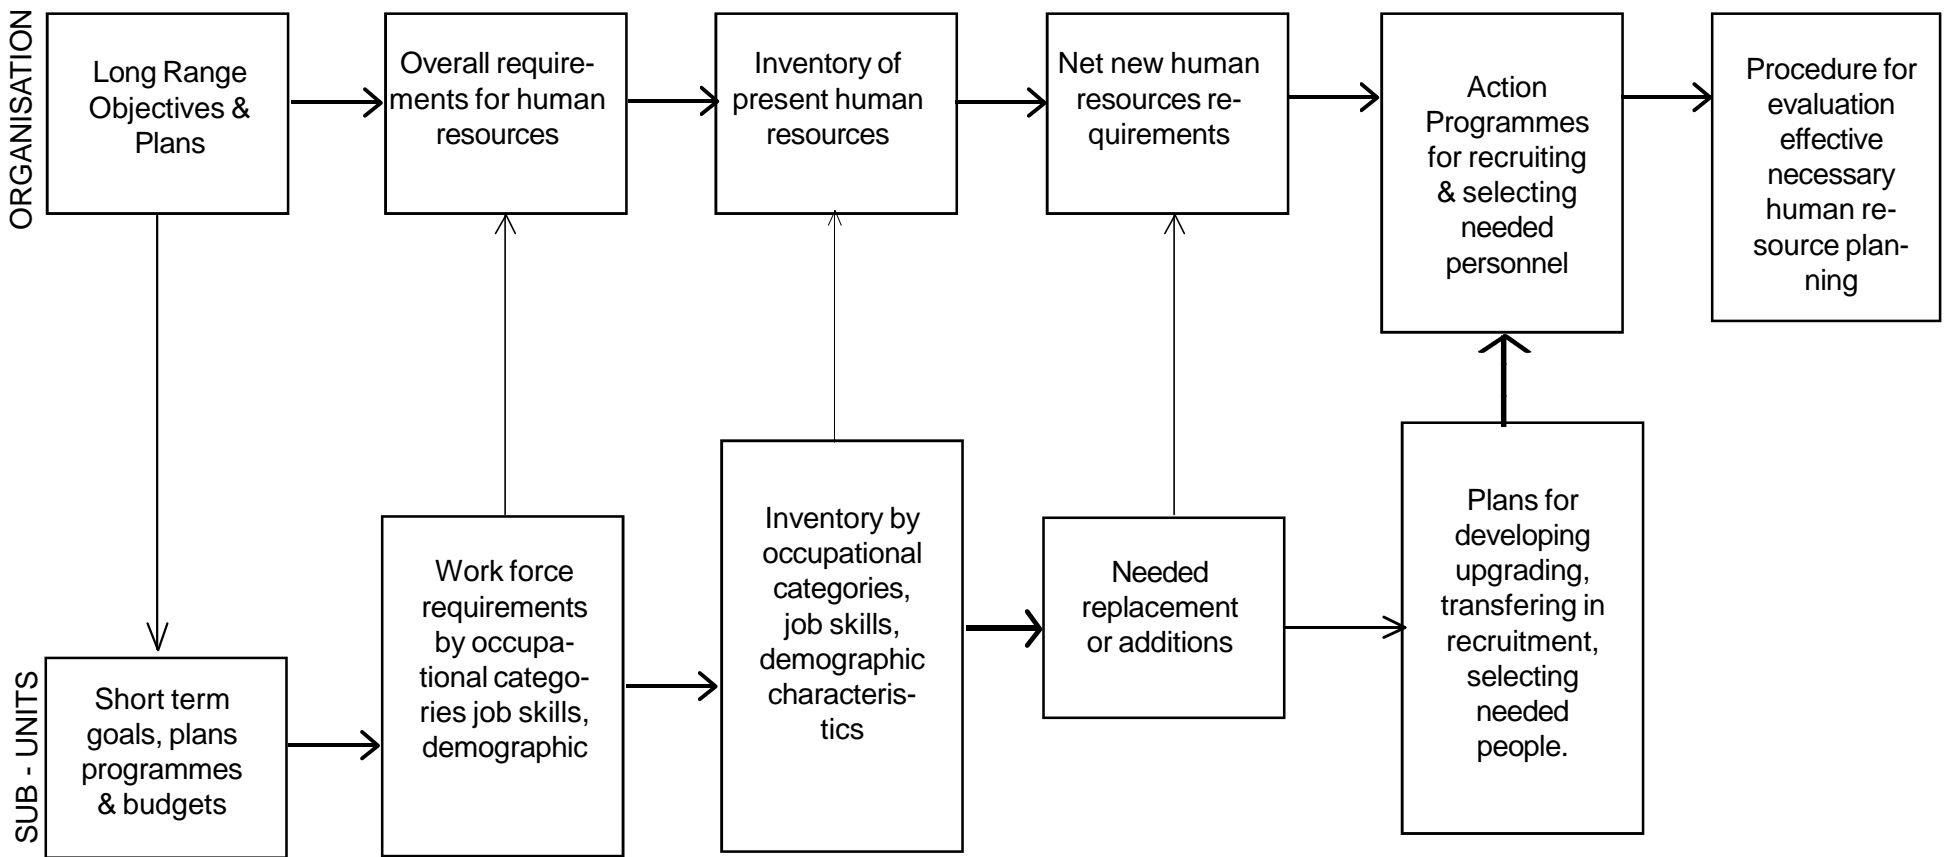 ORGANISATION
Long Range
Objectives &
Plans
Overall require-
ments for human
resources
Inventory of
present human
resources
Net new human
resources re-
quirements
Action
Programmes
for recruiting
& selecting
needed
personnel
Procedure for
evaluation
effective
necessary
human re-
source plan-
ning
SUB - UNITS
Short term
goals, plans
programmes
& budgets
Work force
requirements
by occupa-
tional catego-
ries job skills,
demographic
Inventory by
occupational
categories,
job skills,
demographic
characteris-
tics
Needed
replacement
or additions
Plans for
developing
upgrading,
transfering in
recruitment,
selecting
needed
people.